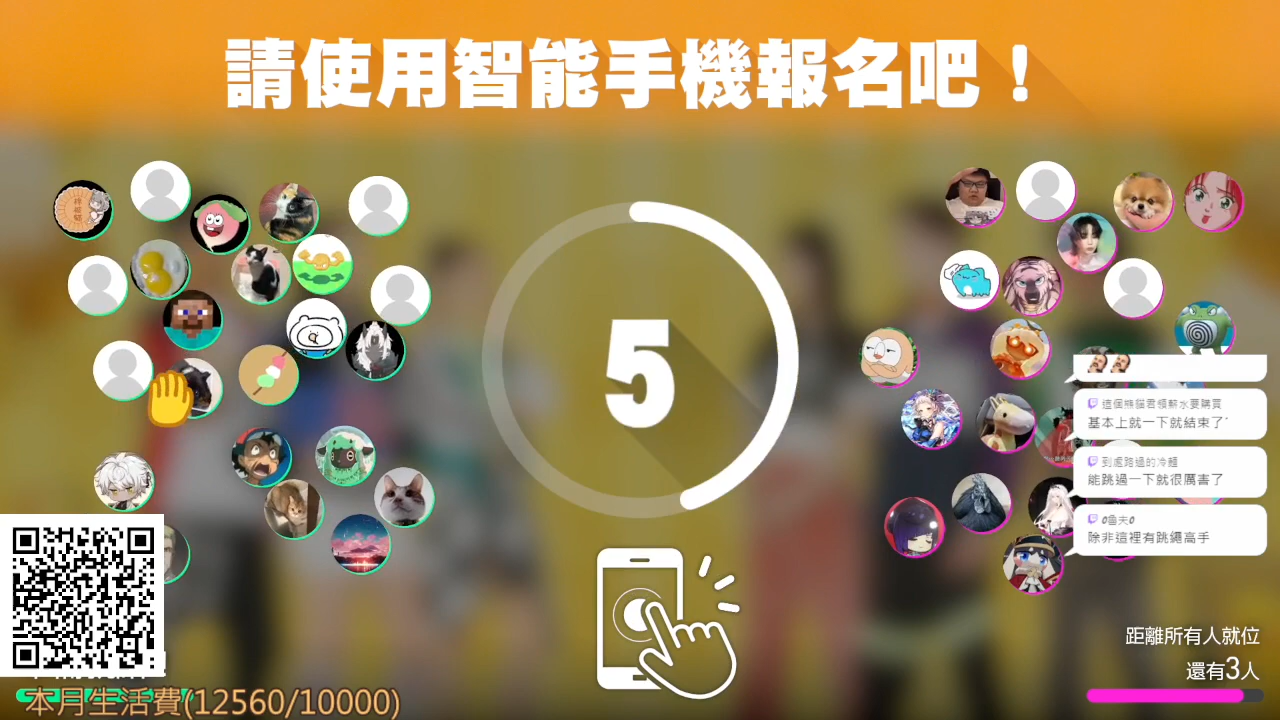 請使用智能手機報名吧！
5
這個熊貓君領薪水要購買
基本上就一下就結束了
到處路過的冷麵
能跳過一下就很厲害了
0魯夫0
除非這裡有跳繩高手
距離所有人就位
還有3人
本月生活費(12560/10000)